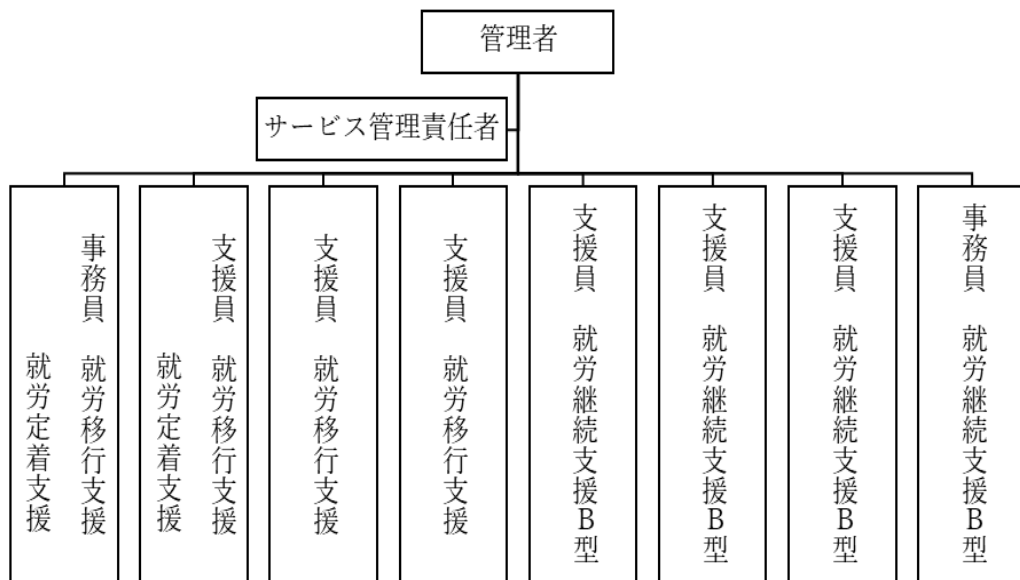 管理者
サービス管理責任者
事務員　就労移行支援
就労定着支援
支援員　就労移行支援
就労定着支援
支援員　就労移行支援
支援員　就労移行支援
支援員　就労継続支援B型
支援員　就労継続支援B型
支援員　就労継続支援B型
事務員　就労継続支援B型